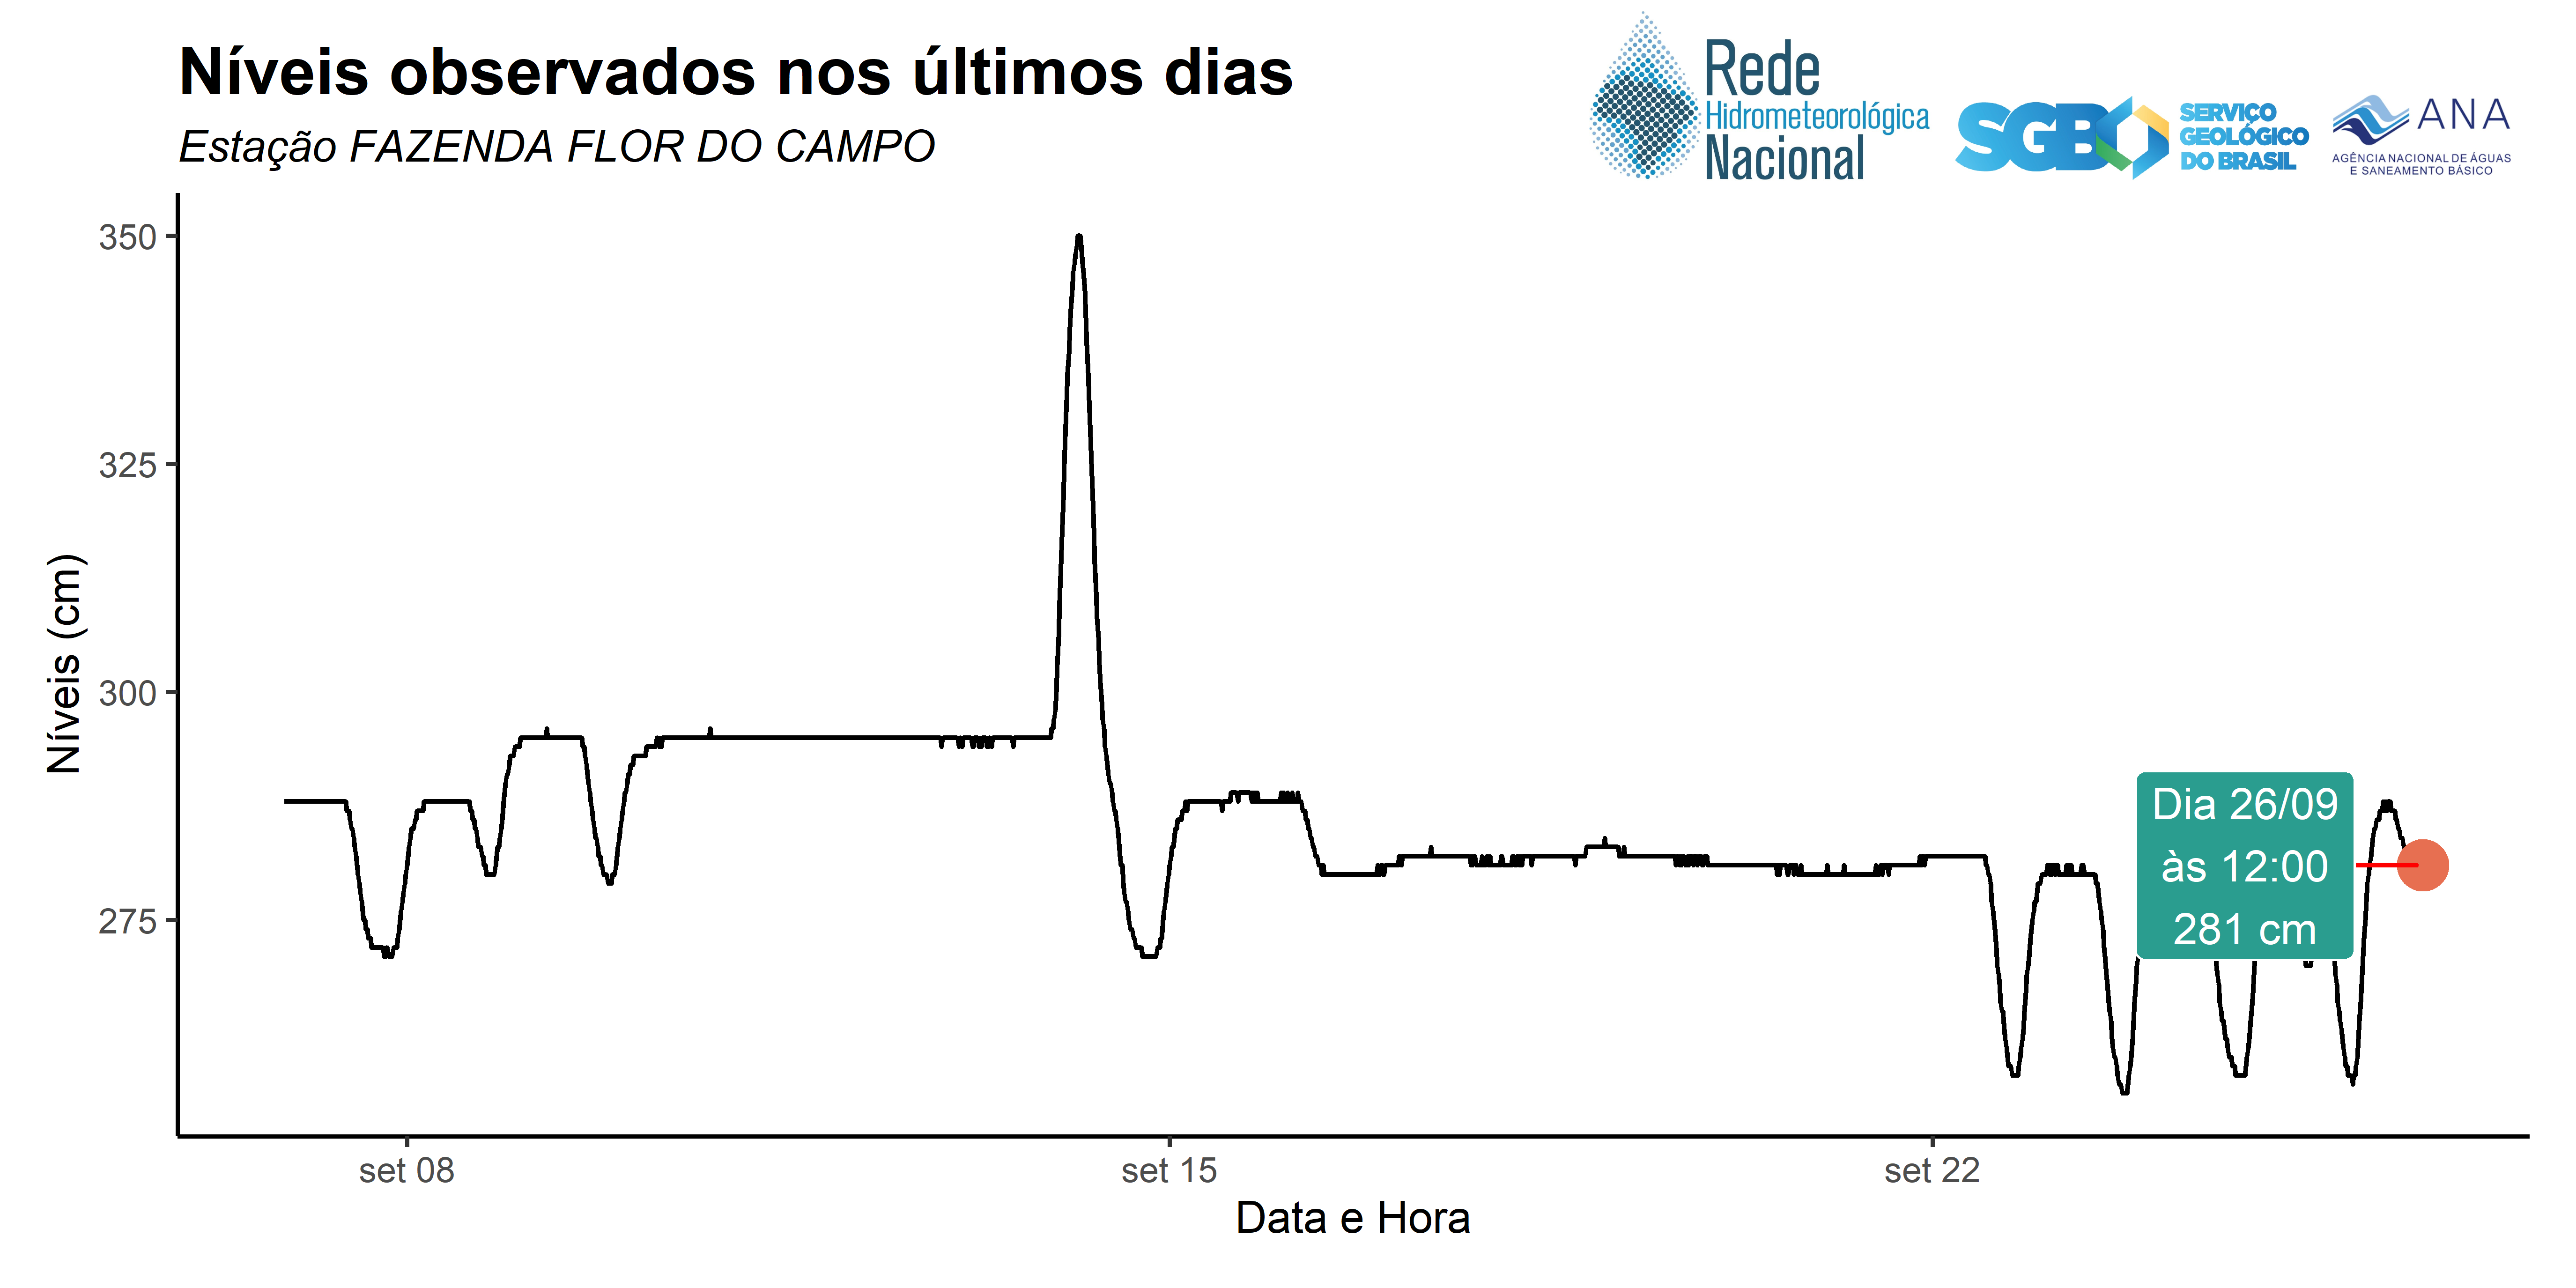 Níveis observados nos últimos dias
Estação FAZENDA FLOR DO CAMPO
Rede
Hidrometeorológica
Nacional
SGB
SERVIÇO
GEOLÓGICO
DO BRASIL
ANA
AGÊNCIA NACIONAL DE ÁGUAS
E SANEAMENTO BÁSICO
350
325
300
275
Níveis (cm)
Dia 26/09
às 12:00
281 cm
set 08
set 15
set 22
Data e Hora